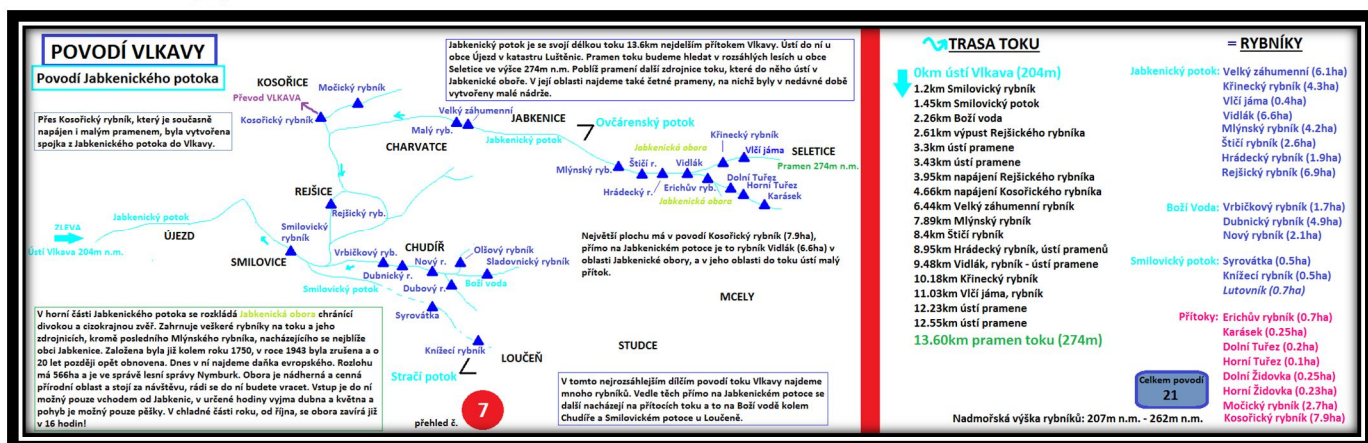 POVODÍ VLKAVY
Povodí Jabkenického potoka
Přes Kosořický rybník, který je současně
napájen i malým pramenem, byla vytvořena
spojka z Jabkenického potoka do Vlkavy.
Jabkenický potok je se svojí délkou toku 13.6km nejdelším přítokem Vlkavy. Ústí do ní u
obce Újezd v katastru Luštěnic. Pramen toku budeme hledat v rozsáhlých lesích u obce
Seletice ve výšce 274m n.m. Poblíž pramení další zdrojnice toku, které do něho ústí v
Jabkenické oboře. V její oblasti najdeme také četné prameny, na nichž byly v nedávné době
vytvořeny malé nádrže.
KOSOŘICE
Močický rybník
Převod VLKAVA
Kosořický rybník
Velký záhumenní
Malý ryb.
JABKENICE
Ovčárenský potok
CHARVATCE
Jabkenický potok
Křinecký rybník
Jabkenická obora
Vlčí jáma
SELETICE
Pramen 274m n.m.
Mlýnský ryb.
Štičí r.
Vidlák
Hrádecký r.
Erichův ryb.
Dolní Tuřez
Horní Tuřez
Jabkenická obora
Karásek
REJŠICE
Rejšický ryb.
Jabkenický potok
ÚJEZD
ZLEVA
Ústí Vlkava 204m n.m.
Smilovický
rybník
SMILOVICE
Vrbičkový ryb.
CHUDÍŘ
Nový r.
Olšový rybník
Sladovnický rybník
Dubnický r.
Boží voda
Dubový r.
Smilovický potok
Syrovátka
Knížecí rybník
LOUČEŇ
Stračí potok
MCELY
STUDCE
Největší plochu má v povodí Kosořický rybník (7.9ha),
přímo na Jabkenickém potoce je to rybník Vidlák (6.6ha) v
oblasti Jabkenické obory, a v jeho oblasti do toku ústí malý
přítok.
V horní části Jabkenického potoka se rozkládá Jabkenická obora chránící
divokou a cizokrajnou zvěř. Zahrnuje veškeré rybníky na toku a jeho
zdrojnicích, kromě posledního Mlýnského rybníka, nacházejícího se nejblíže
obci Jabkenice. Založena byla již kolem roku 1750, v roce 1943 byla zrušena a o
20 let později opět obnovena. Dnes v ní najdeme daňka evropského. Rozlohu
má 566ha a je ve správě lesní správy Nymburk. Obora je nádherná a cenná
přírodní oblast a stojí za návštěvu, rádi se do ní budete vracet. Vstup je do ní
možný pouze vchodem od Jabkenic, v určené hodiny vyjma dubna a května a
pohyb je možný pouze pěšky. V chladné části roku, od října, se obora zavírá již
v 16 hodin!
přehled č.
7
V tomto nejrozsáhlejším dílčím povodí toku Vlkavy najdeme
mnoho rybníků. Vedle těch přímo na Jabkenickém potoce se
další nacházejí na přítocích toku a to na Boží vodě kolem
Chudíře a Smilovickém potoce u Loučeně.
TRASA TOKU
0km ústí Vlkava (204m)
1.2km Smilovický rybník
1.45km Smilovický potok
2.26km Boží voda
2.61km výpust Rejšického rybníka
3.3km ústí pramene
3.43km ústí pramene
3.95km napájení Rejšického rybníka
4.66km napájení Kosořického rybníka
6.44km Velký záhumenní rybník
7.89km Mlýnský rybník
8.4km Štičí rybník
8.95km Hrádecký rybník, ústí pramenů
9.48km Vidlák, rybník - ústí pramene
10.18km Křinecký rybník
11.03km Vlčí jáma, rybník
12.23km ústí pramene
12.55km ústí pramene
13.60km pramen toku (274m)
= RYBNÍKY
Jabkenický potok: Velký záhumenní (6.1ha)
Křinecký rybník (4.3ha)
Vlčí jáma (0.4ha)
Vidlák (6.6ha)
Mlýnský rybník (4.2ha)
Štičí rybník (2.6ha)
Hrádecký rybník (1.9ha)
Rejšický rybník (6.9ha)
Boží Voda: Vrbičkový rybník (1.7ha)
Dubnický rybník (4.9ha)
Nový rybník (2.1ha)
Smilovický potok: Syrovátka (0.5ha)
Knížecí rybník (0.5ha)
Lutovník (0.7ha)
Přítoky: Erichův rybník (0.7ha)
Karásek (0.25ha)
Dolní Tuřez (0.2ha)
Horní Tuřez (0.1ha)
Dolní Židovka (0.25ha)
Horní Židovka (0.23ha)
Močický rybník (2.7ha)
Kosořický rybník (7.9ha)
Celkem povodí
21
Nadmořská výška rybníků: 207m n.m. - 262m n.m.